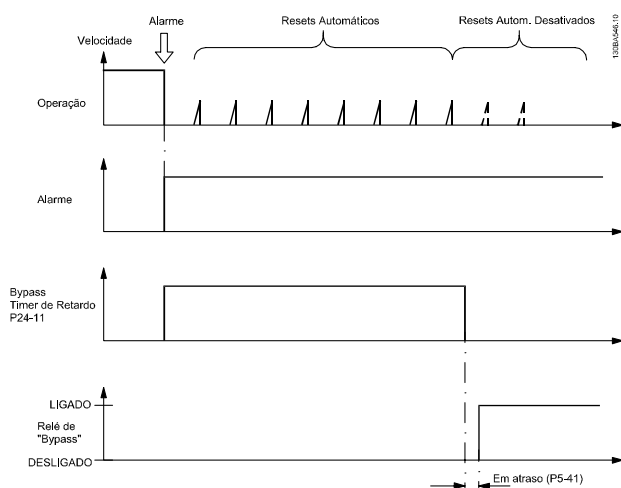 Alarme
Resets Automáticos
Resets Autom. Desativados
130BA546.10
Velocidade
Operação
Alarme
Bypass
Timer de Retardo
P24-11
LIGADO
Relé de
"Bypass"
DESLIGADO
Em atraso (P5-41)